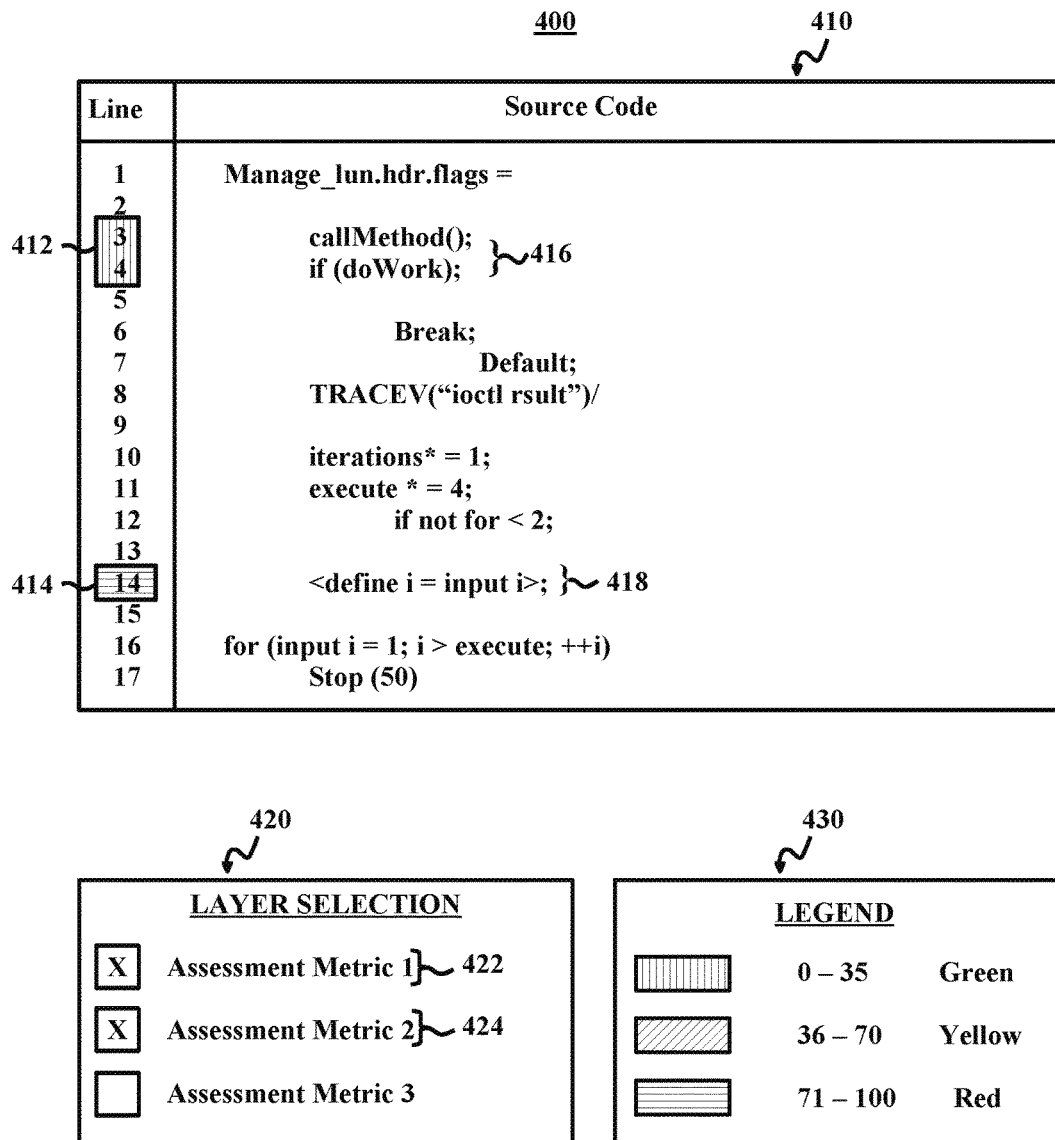 400
410
Line Source Code
1 Manage_lun.hdr.flags =
2
412 3 callMethod(); 416
4 if (doWork);
5
6 Break;
7 Default;
8 TRACEV(“ioctl rsult”)/
9
10 iterations* = 1;
11 execute * = 4;
12 if not for < 2;
13
414 14 <define i = input i>; 418
15
16 for (input i = 1; i > execute; ++i)
17 Stop (50)
420
LAYER SELECTION
X Assessment Metric 1 422
X Assessment Metric 2 424
Assessment Metric 3
430
LEGEND
0 – 35 Green
36 – 70 Yellow
71 – 100 Red